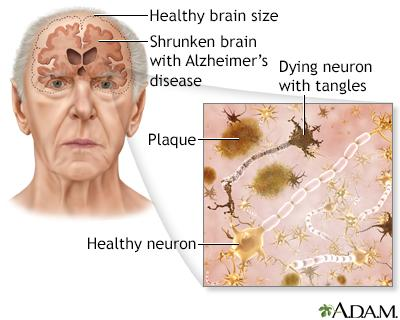 Healthy brain size
Shrunken brain
with Alzheimer's
disease
Dying neuron
with tangles
Plaque
Healthy neuron
A.D.A.M.